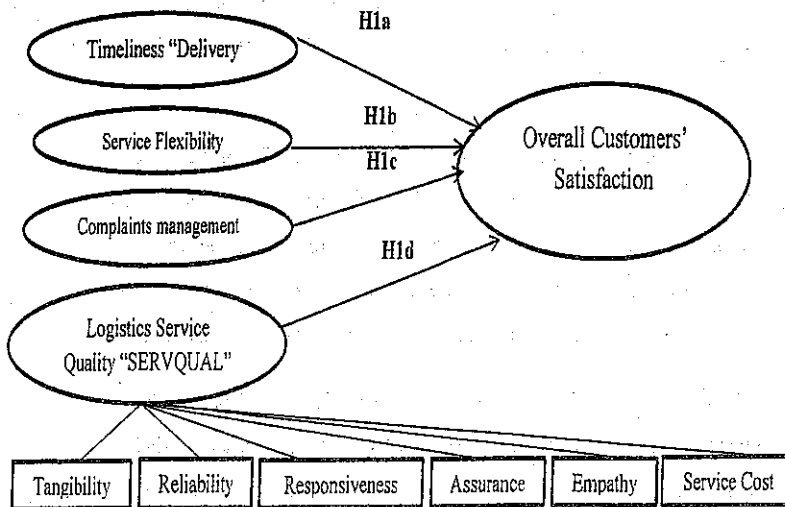 H1a
Timeliness “Delivery
H1b
Service Flexibility
H1c
Overall Customers’
Satisfaction
Complaints management
H1d
Logistics Service
Quality “SERVQUAL”
Tangibility
Reliability
Responsiveness
Assurance
Empathy
Service Cost